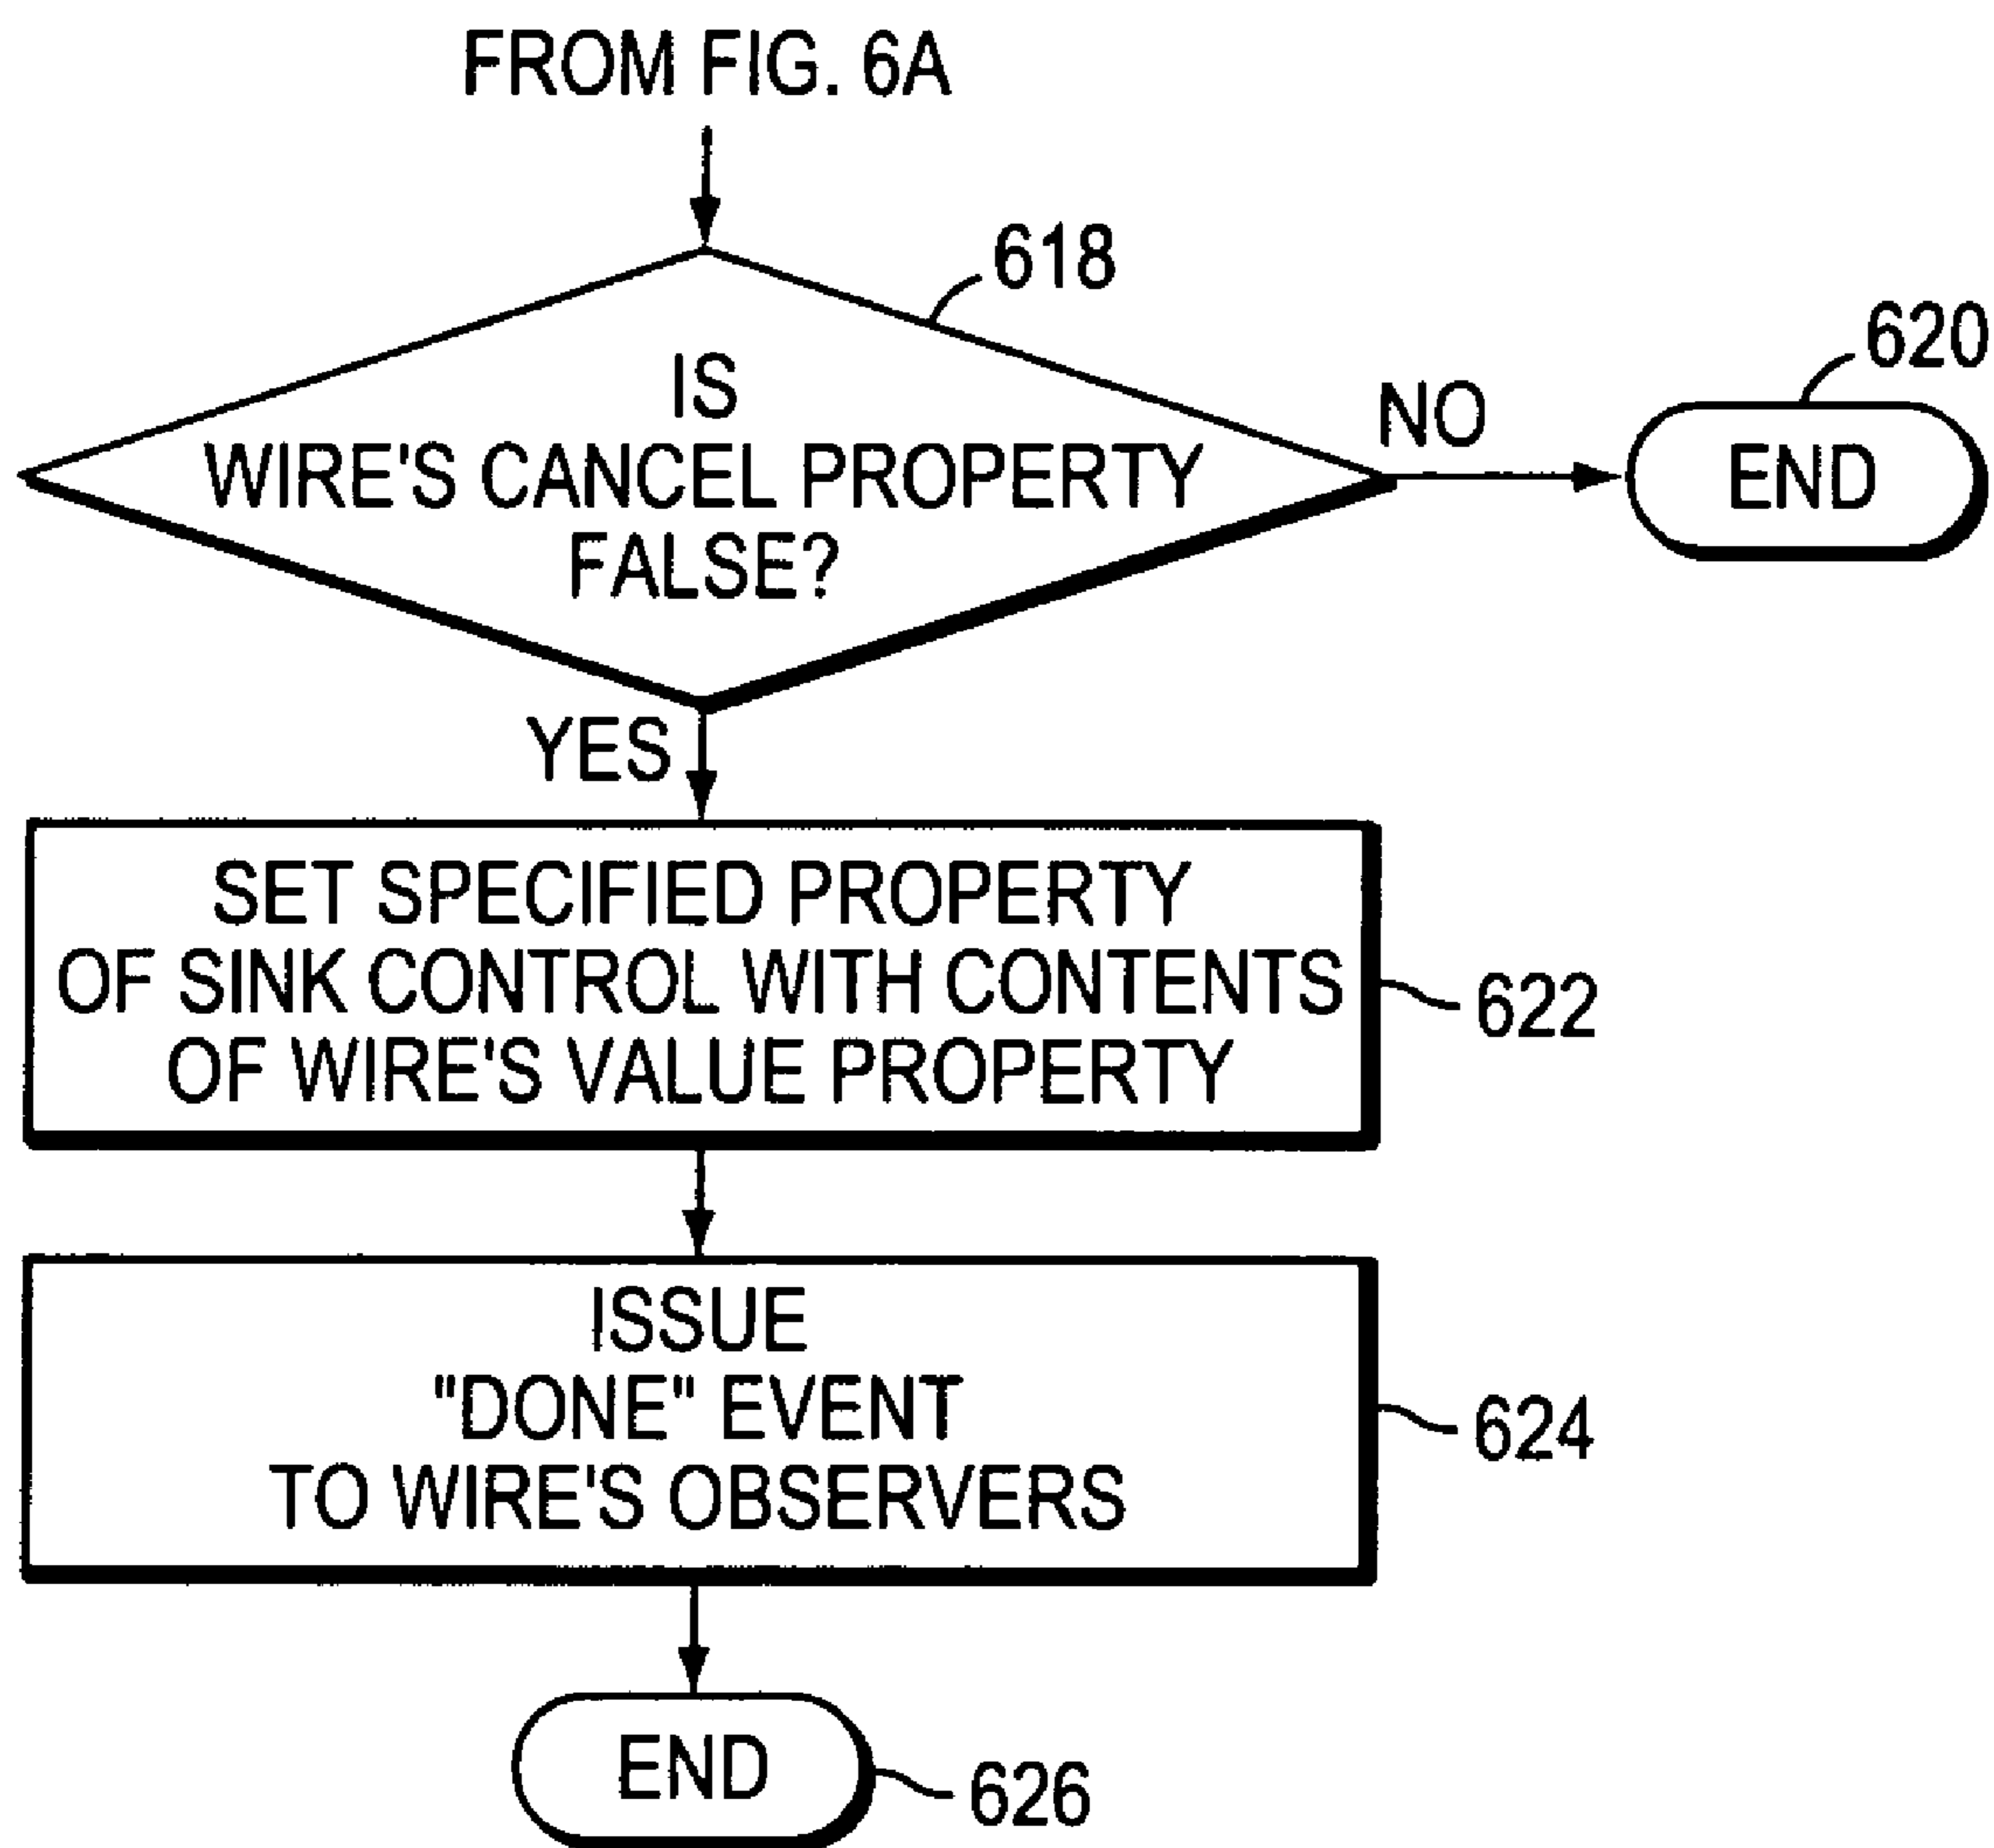 FROM FIG. 6A
618
620
IS
WIRE'S CANCEL PROPERTY
FALSE?
NO
END
YES
SET SPECIFIED PROPERTY
OF SINK CONTROL WITH CONTENTS
OF WIRE'S VALUE PROPERTY
622
ISSUE
"DONE" EVENT
TO WIRE'S OBSERVERS
624
END
626